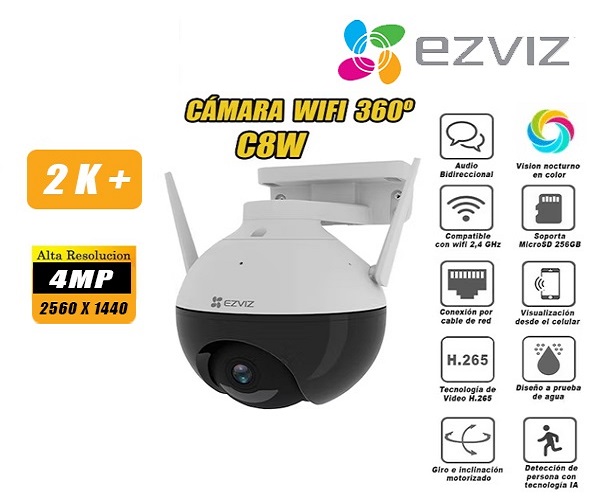 ezviz
CÁMARA WIFI 360º
C8W
2 K +
Alta Resolucion
4MP
2560 X 1440
EZVIZ
Audio
Bidireccional
Vision nocturno
en color
Compatible
con wifi 2,4 GHz
Soporta
MicroSD 256GB
Conexión por
cable de red
Visualización
desde el celular
H.265
Tecnología de
Video H.265
Diseño a prueba
de agua
Giro e inclinación
motorizado
Detección de
persona con
tecnología IA